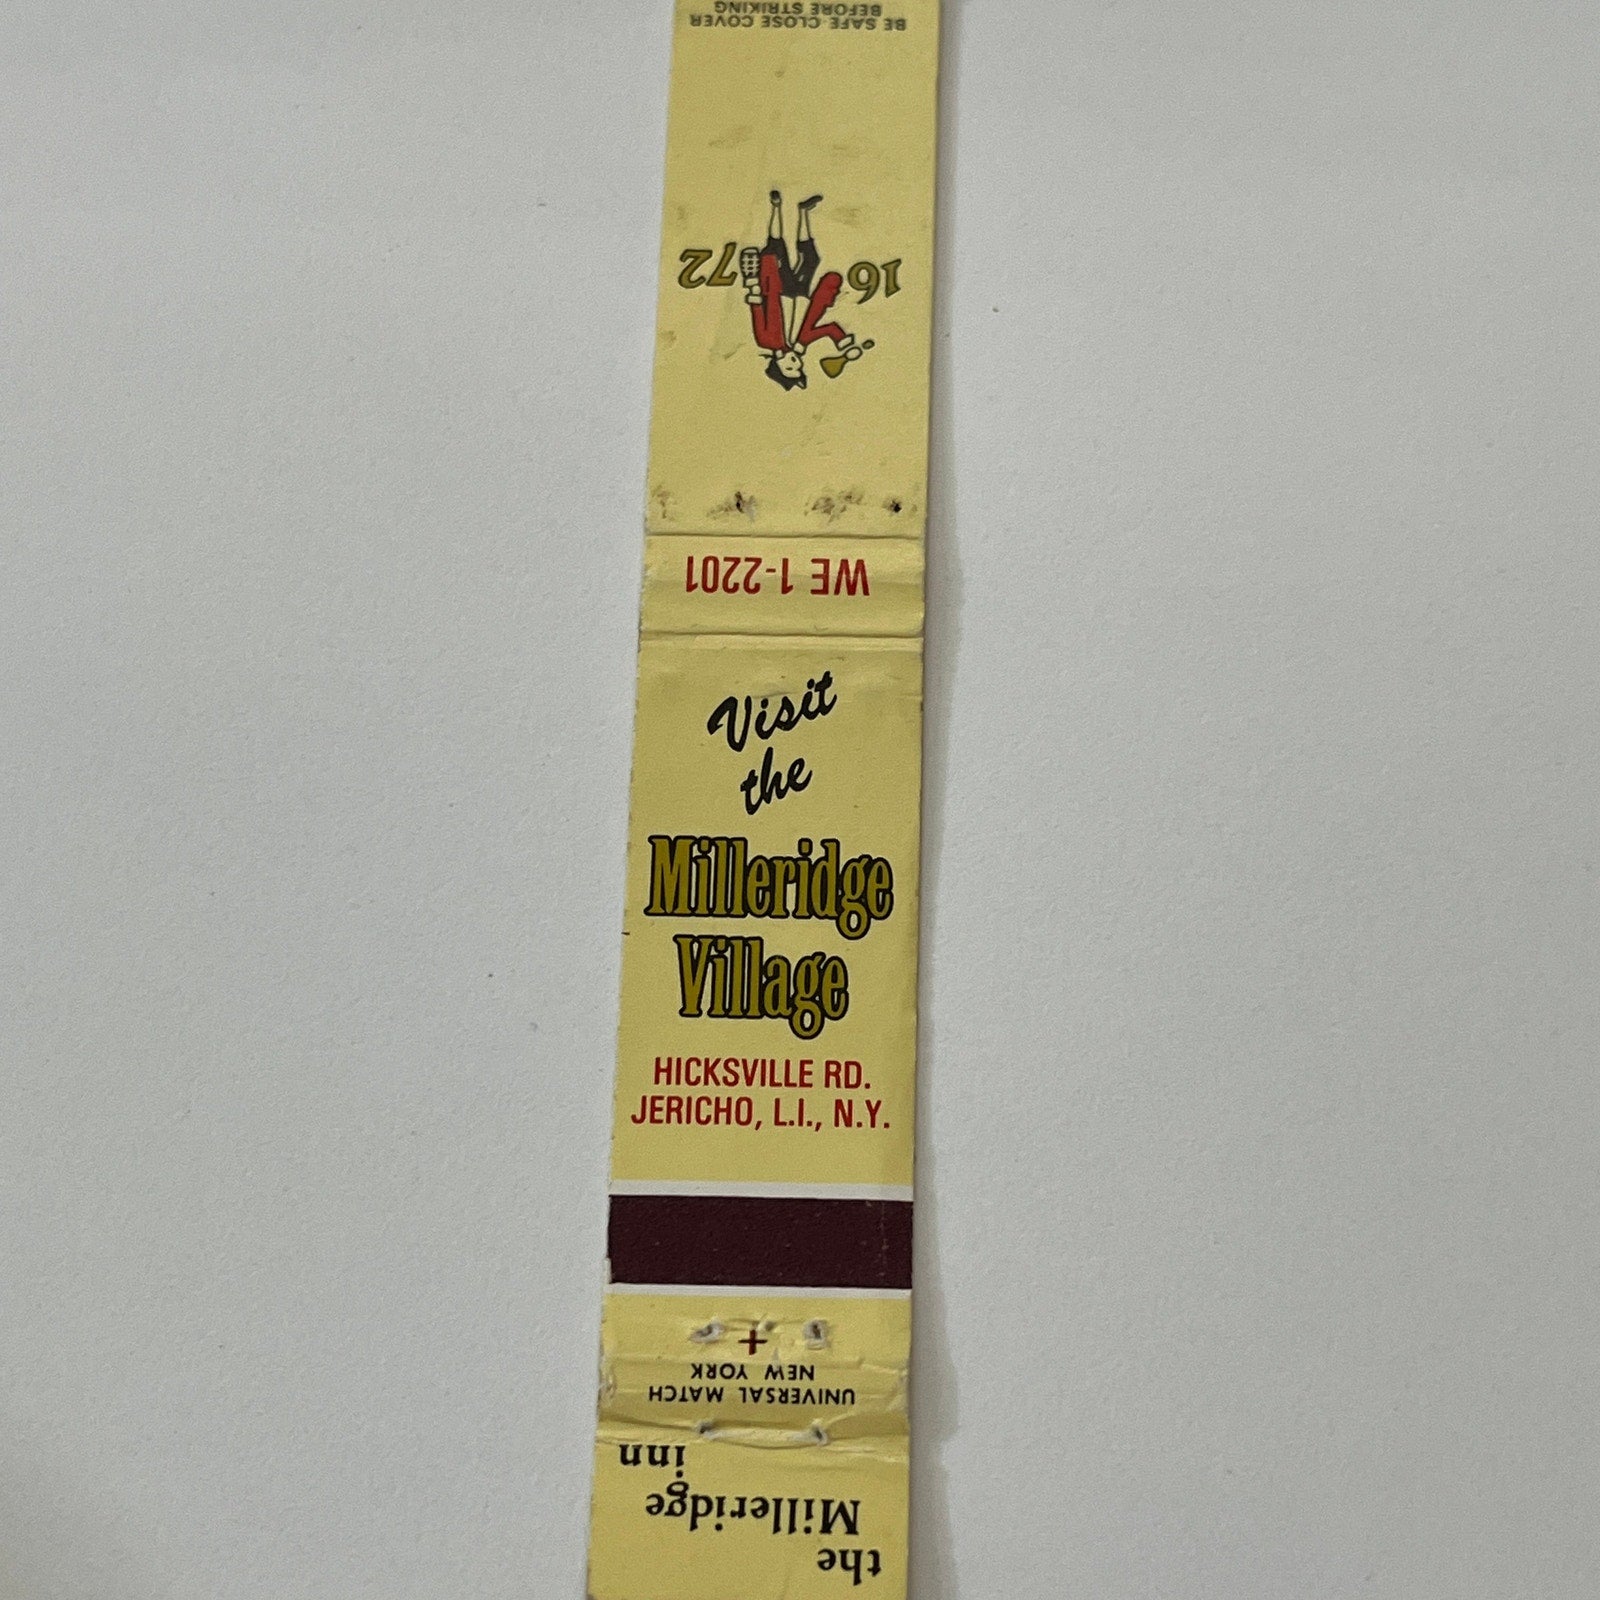 BE SAFE-CLOSE COVER
BEFORE STRIKING
16 72
WE 1-2201
Visit
the
Milleridge
Village
HICKSVILLE RD.
JERICHO, L.I., N.Y.
UNIVERSAL MATCH
NEW YORK
the
Milleridge
inn